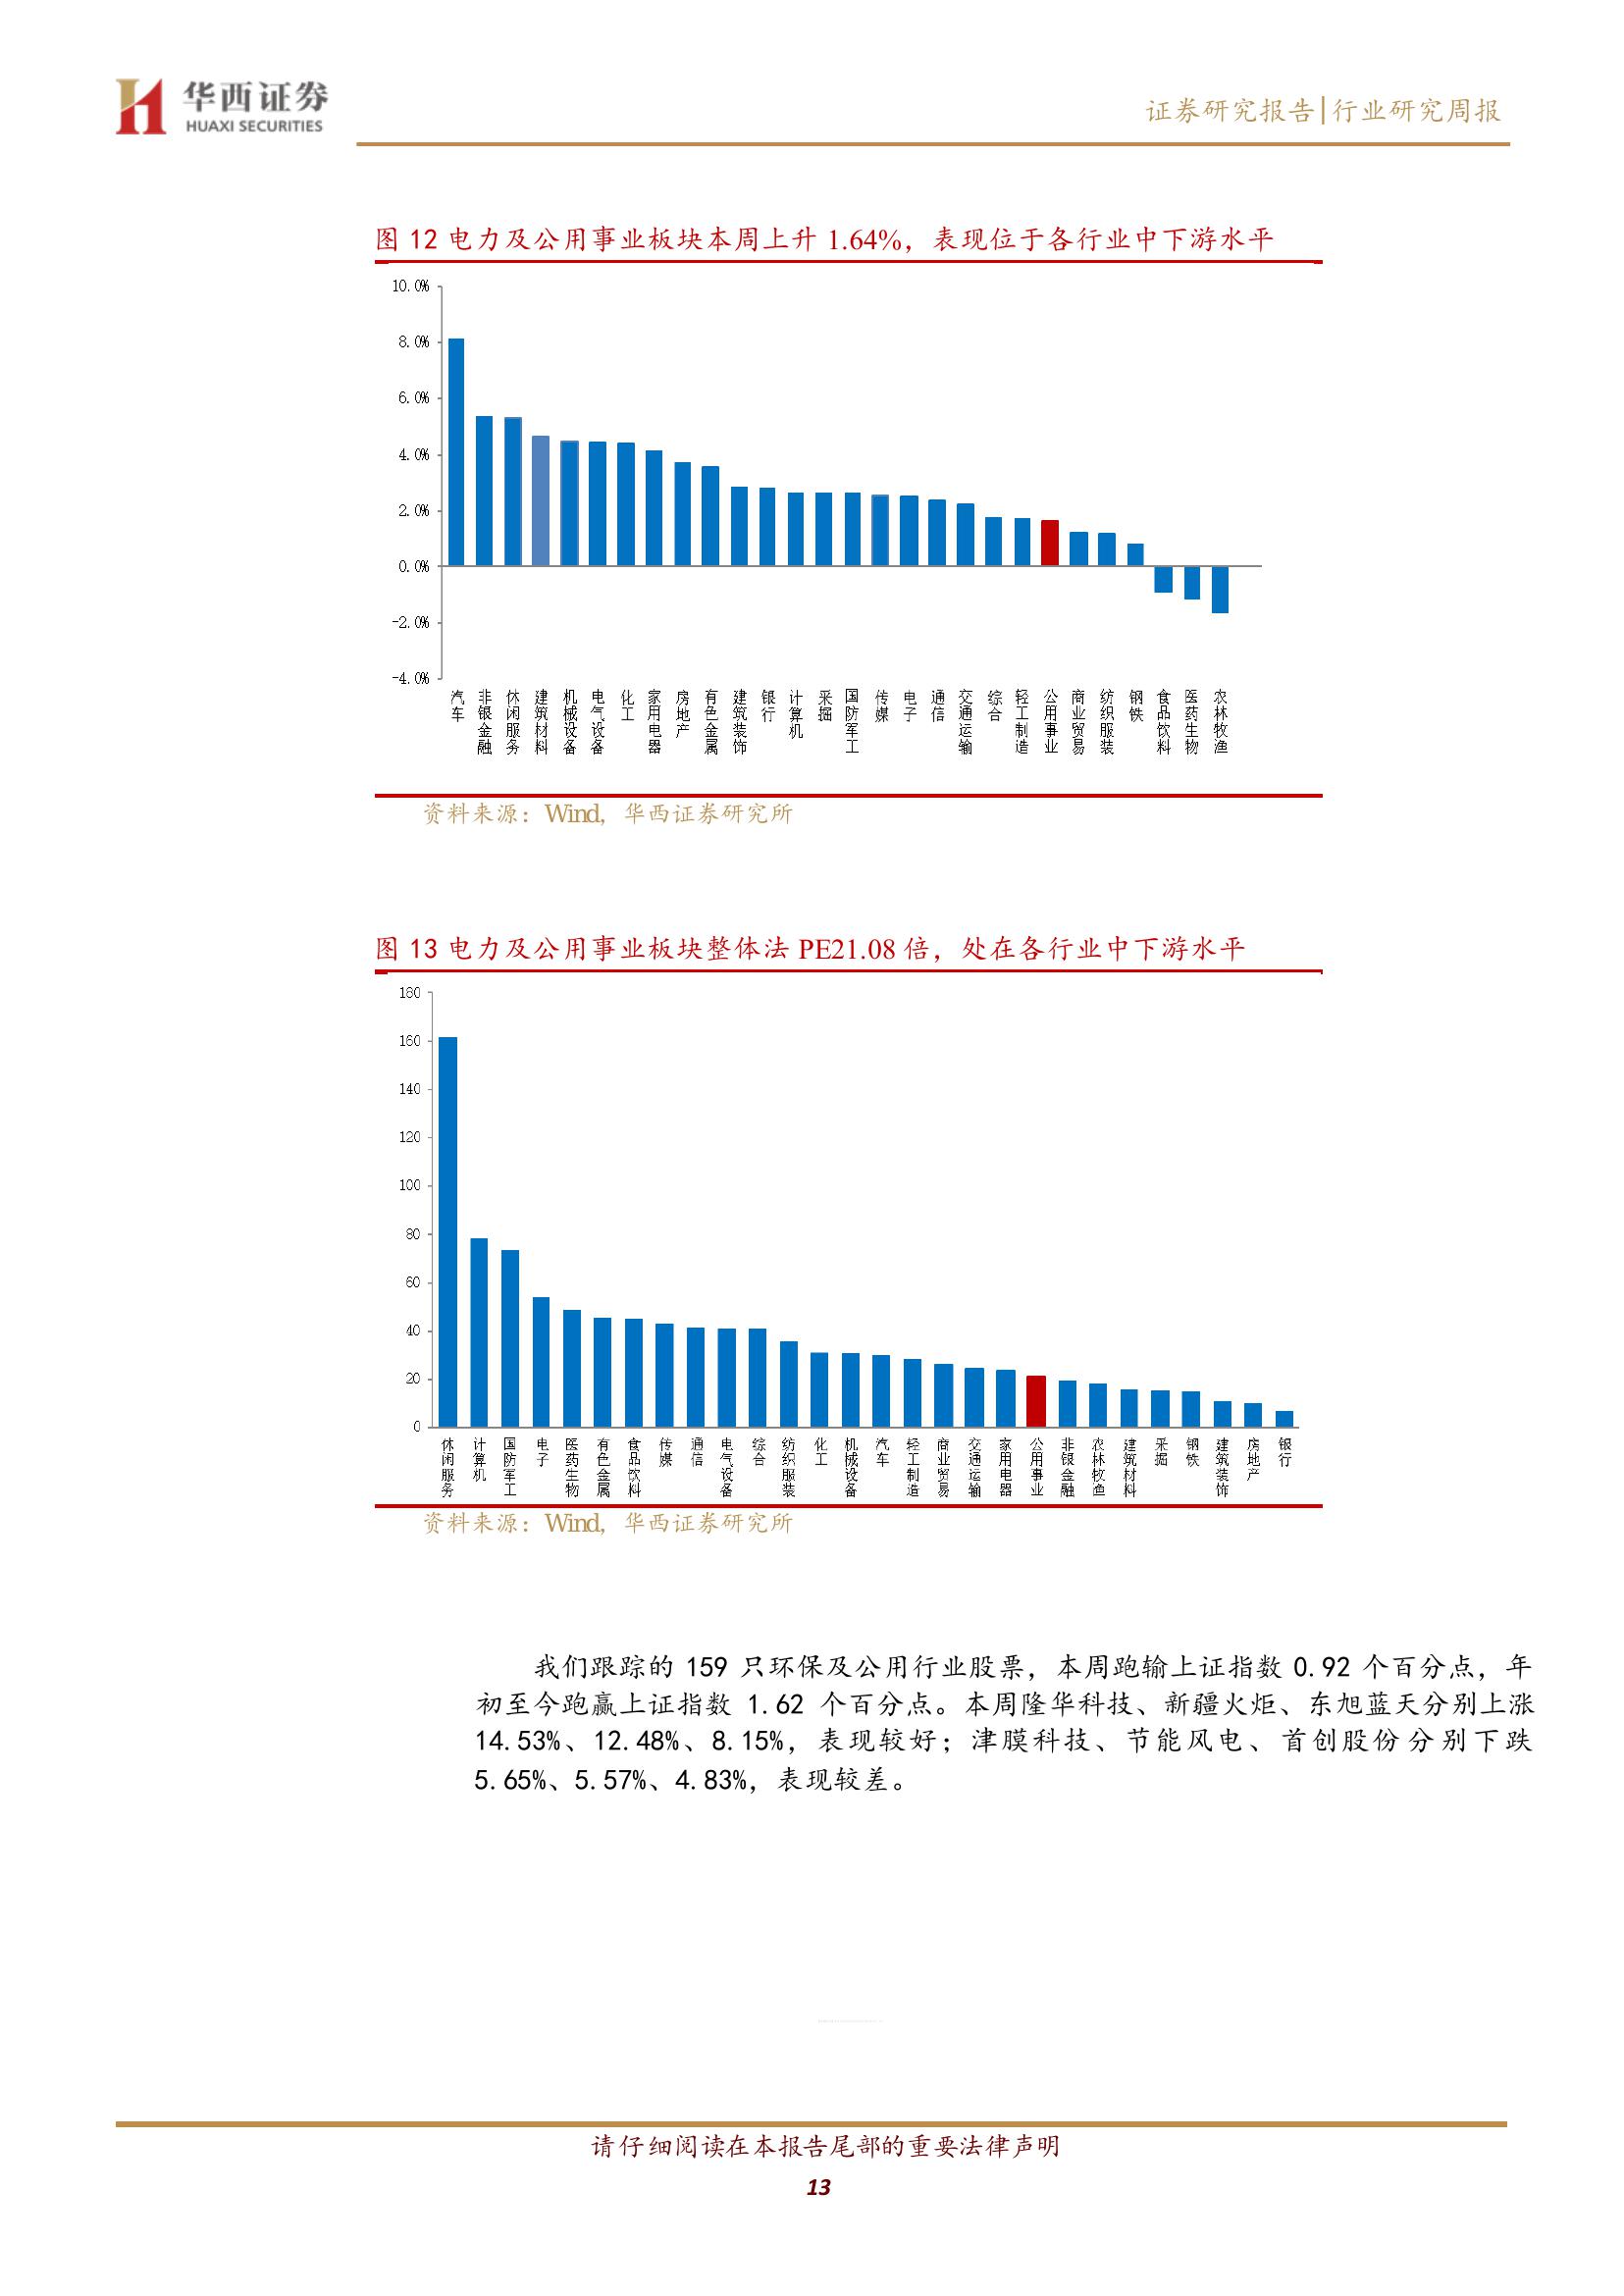 华西证券
HUAXI SECURITIES
证券研究报告|行业研究周报
图 12 电力及公用事业板块本周上升 1.64%，表现位于各行业中下游水平
10.0%
8.0%
6.0%
4.0%
2.0%
0.0%
-2.0%
-4.0%
汽车
非银金融
休闲服务
建筑材料
机械设备
电气设备
化工
家用电器
房地产
有色金属
建筑装饰
银行
计算机
采掘
国防军工
传媒
电子
通信
交通运输
综合
轻工制造
公用事业
商业贸易
纺织服装
钢铁
食品饮料
医药生物
农林牧渔
资料来源：Wind，华西证券研究所
图 13 电力及公用事业板块整体法 PE21.08 倍，处在各行业中下游水平
180
160
140
120
100
80
60
40
20
0
休闲服务
计算机
国防军工
电子
医药生物
有色金属
食品饮料
传媒
通信
电气设备
综合
纺织服装
化工
机械设备
汽车
轻工制造
商业贸易
交通运输
家用电器
公用事业
非银金融
农林牧渔
建筑材料
采掘
钢铁
建筑装饰
房地产
银行
资料来源：Wind，华西证券研究所
我们跟踪的 159 只环保及公用行业股票，本周跑输上证指数 0.92 个百分点，年
初至今跑赢上证指数 1.62 个百分点。本周隆华科技、新疆火炬、东旭蓝天分别上涨
14.53%、12.48%、8.15%，表现较好；津膜科技、节能风电、首创股份分别下跌
5.65%、5.57%、4.83%，表现较差。
请仔细阅读在本报告尾部的重要法律声明
13